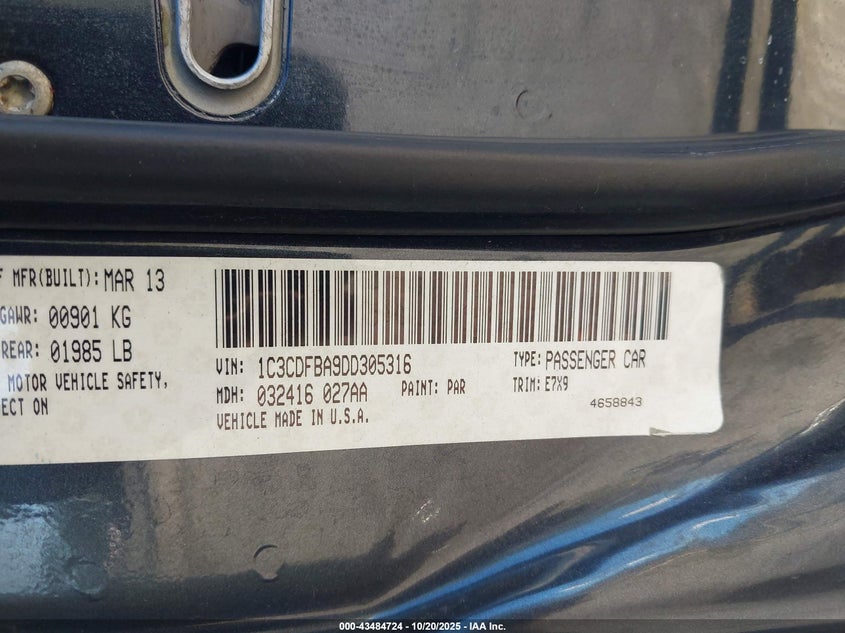 F MFR(BUILT): MAR 13
GAWR: 00901 KG
REAR: 01985 LB
MOTOR VEHICLE SAFETY,
ECT ON
VIN: 1C3CDFBA9DD305316
TYPE: PASSENGER CAR
MDH: 032416 027AA
PAINT: PAR
TRIM: E7X9
VEHICLE MADE IN U.S.A.
4658843
000-43484724 - 10/20/2025 - IAA Inc.